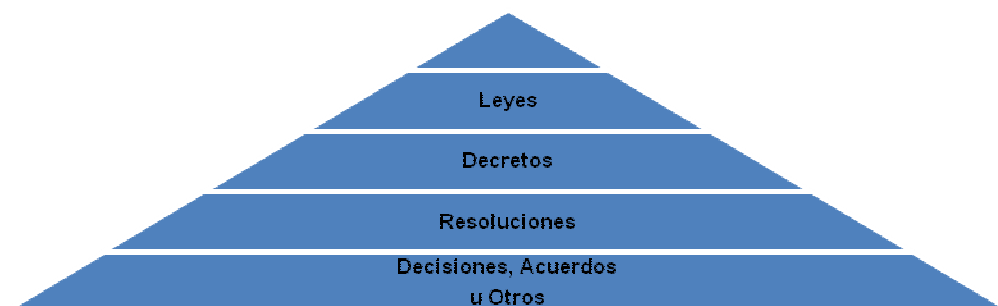 Leyes
Decretos
Resoluciones
Decisiones, Acuerdos
u Otros